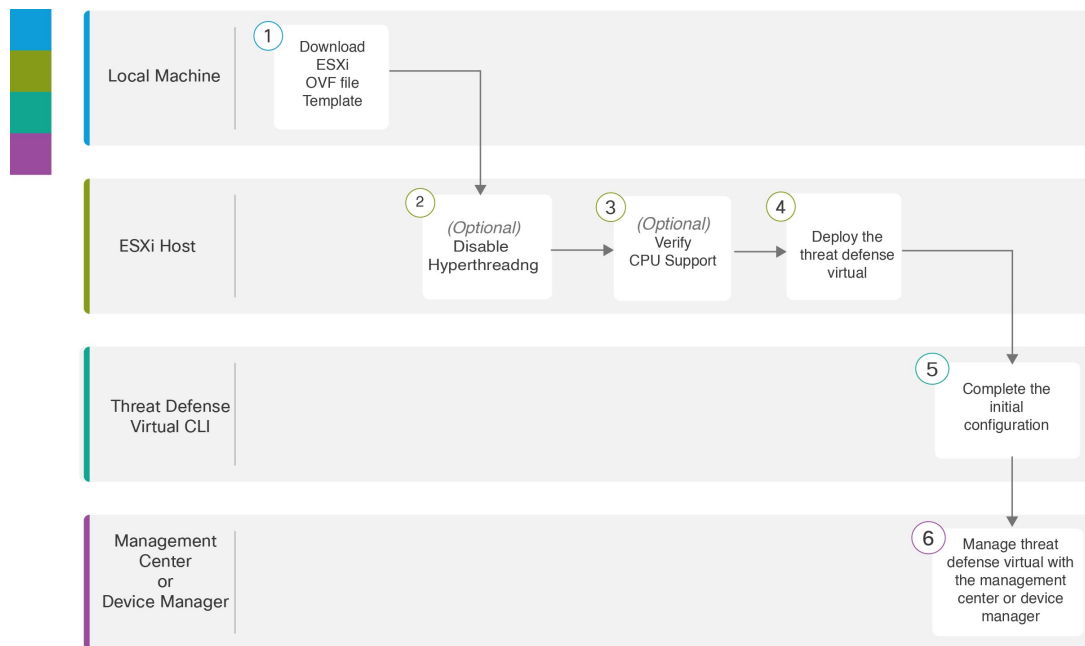 Local Machine
1
Download
ESXi
OVF file
Template
ESXi Host
2
(Optional)
Disable
Hyperthreadng
3
(Optional)
Verify
CPU Support
4
Deploy the
threat defense
virtual
Threat Defense
Virtual CLI
5
Complete the
initial
configuration
Management
Center
or
Device Manager
6
Manage threat
defense virtual with
the management
center or device
manager